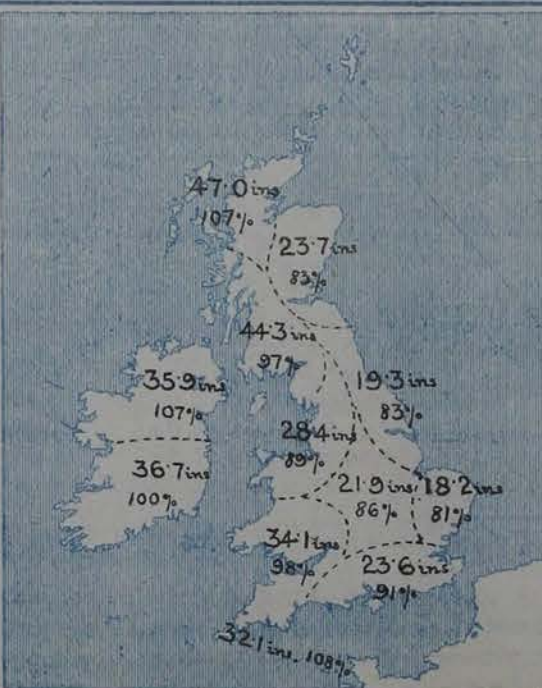 47·0 ins
107%
23·7 ins
83%
44·3 ins
97%
35·9 ins
107%
19·3 ins
83%
28·4 ins
89%
36·7 ins
100%
21·9 ins
86%
18·2 ins
81%
34·1 ins
98%
23·6 ins
91%
32·1 ins. 108%